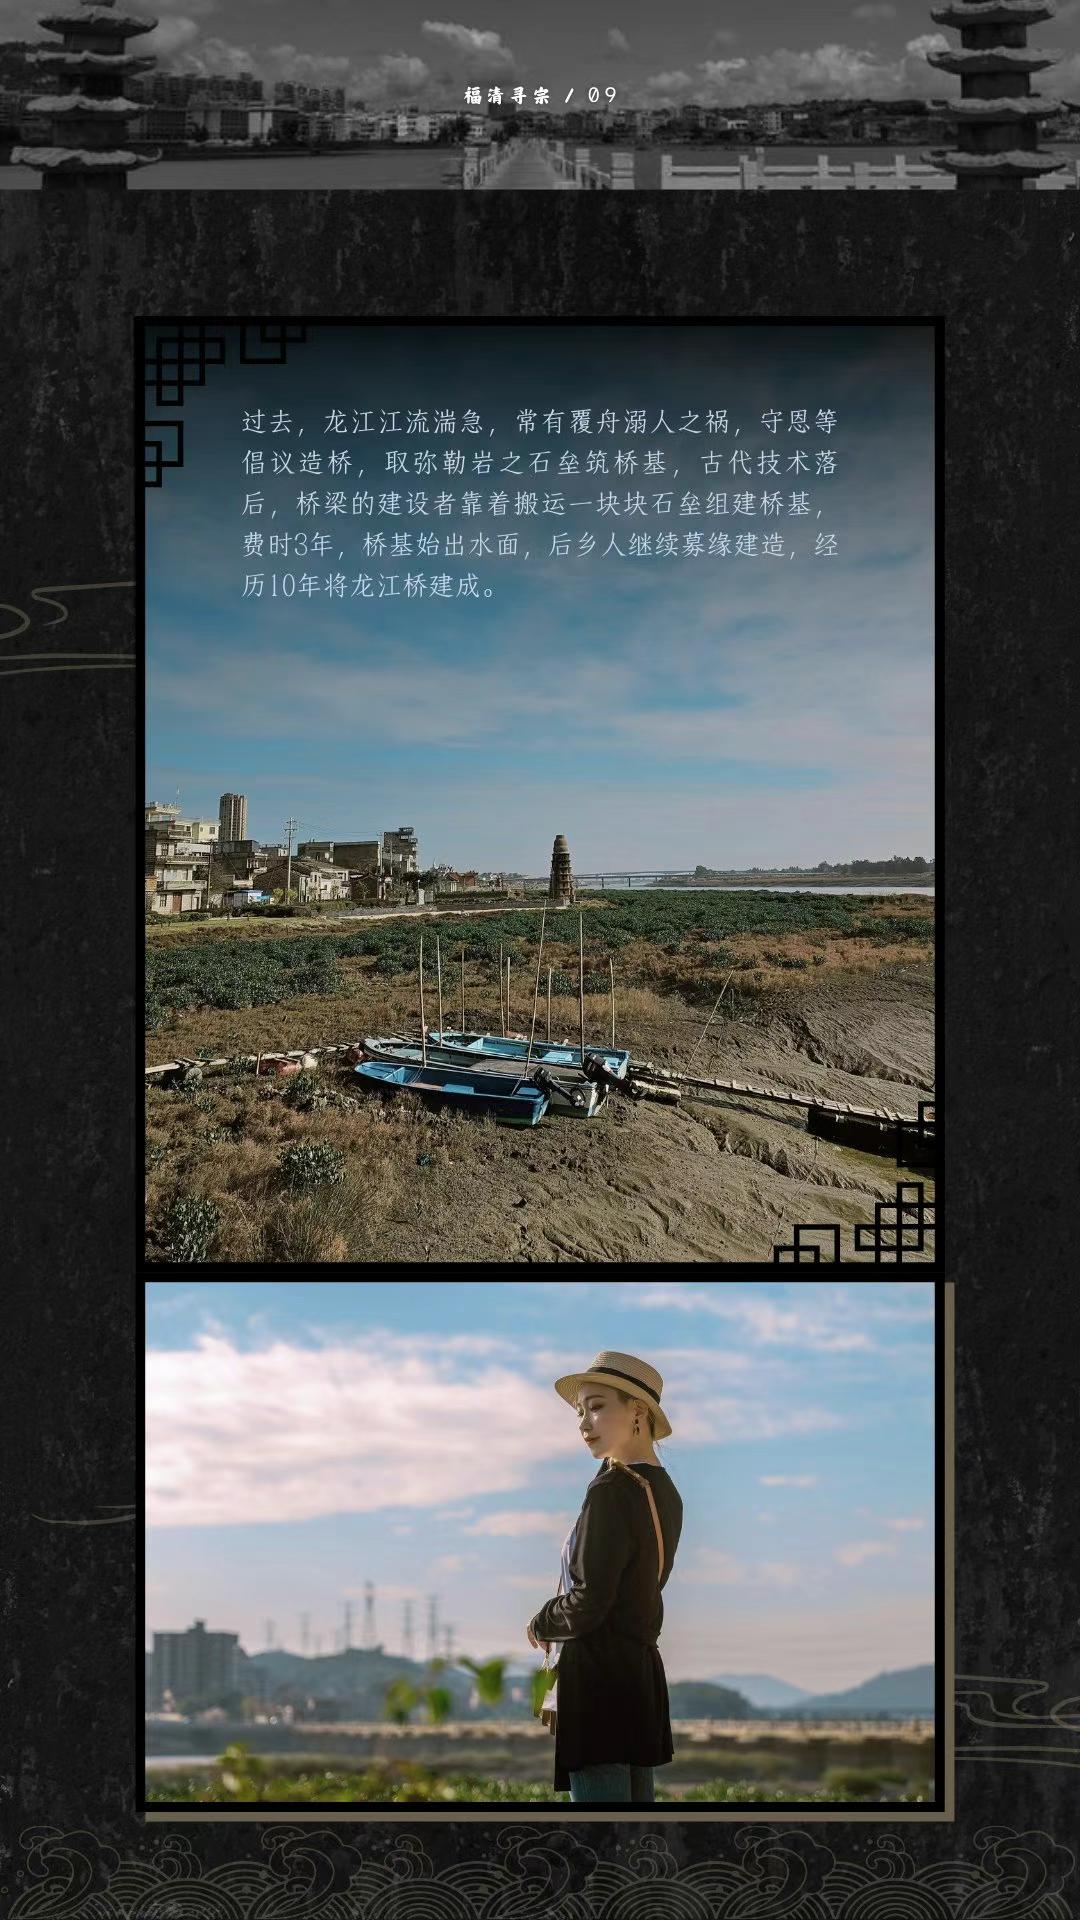 福清寻宗 / 09
过去，龙江江流湍急，常有覆舟溺人之祸，守恩等
倡议造桥，取弥勒岩之石垒筑桥基，古代技术落
后，桥梁的建设者靠着搬运一块块石垒组建桥基，
费时3年，桥基始出水面，后乡人继续募缘建造，经
历10年将龙江桥建成。